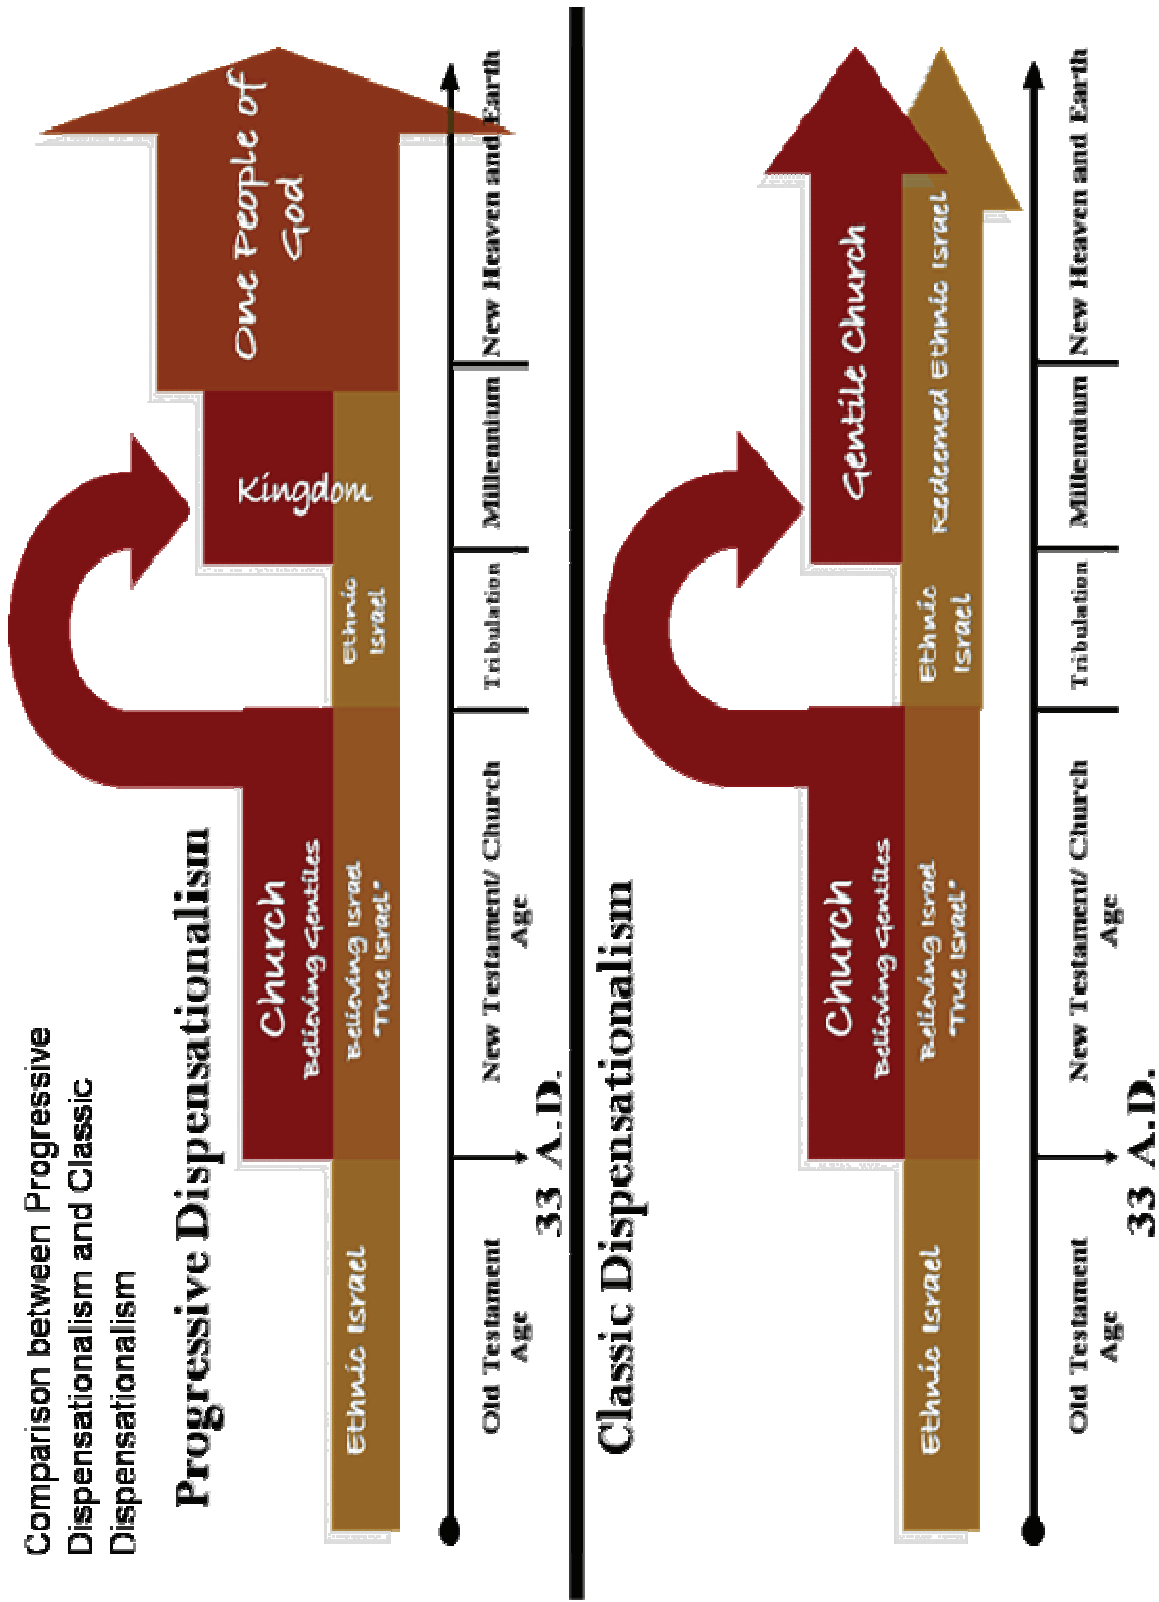 Comparison between Progressive
Dispensationalism and Classic
Dispensationalism
Progressive Dispensationalism
One People of
God
Kingdom
Church
Believing Gentiles
Ethnic Israel
Believing Israel
"True Israel"
Ethnic
Israel
Old Testament
Age
New Testament/ Church
Age
Tribulation
Millennium
New Heaven and Earth
33 A.D.
Classic Dispensationalism
Church
Believing Gentiles
Gentile Church
Ethnic Israel
Believing Israel
"True Israel"
Ethnic
Israel
Redeemed Ethnic Israel
Old Testament
Age
New Testament/ Church
Age
Tribulation
Millennium
New Heaven and Earth
33 A.D.